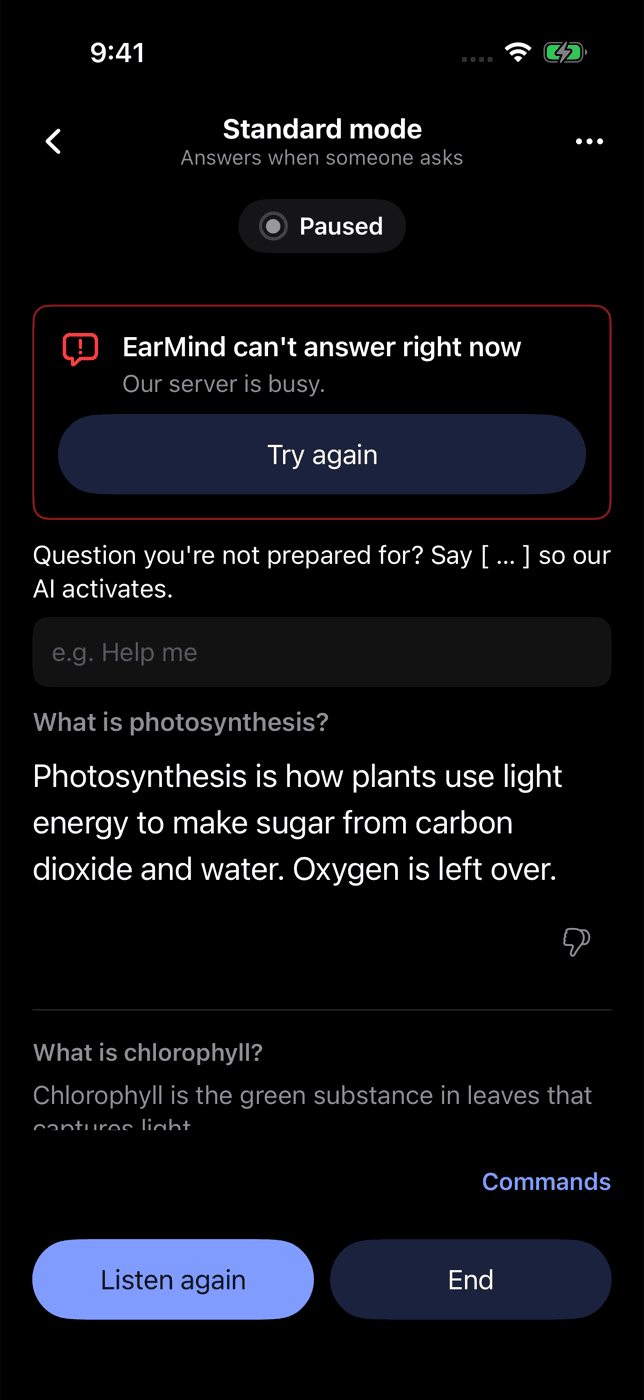 9:41
Standard mode
Answers when someone asks
Paused
EarMind can't answer right now
Our server is busy.
Try again
Question you're not prepared for? Say [ ... ] so our
AI activates.
e.g. Help me
What is photosynthesis?
Photosynthesis is how plants use light
energy to make sugar from carbon
dioxide and water. Oxygen is left over.
What is chlorophyll?
Chlorophyll is the green substance in leaves that
captures light
Commands
Listen again
End